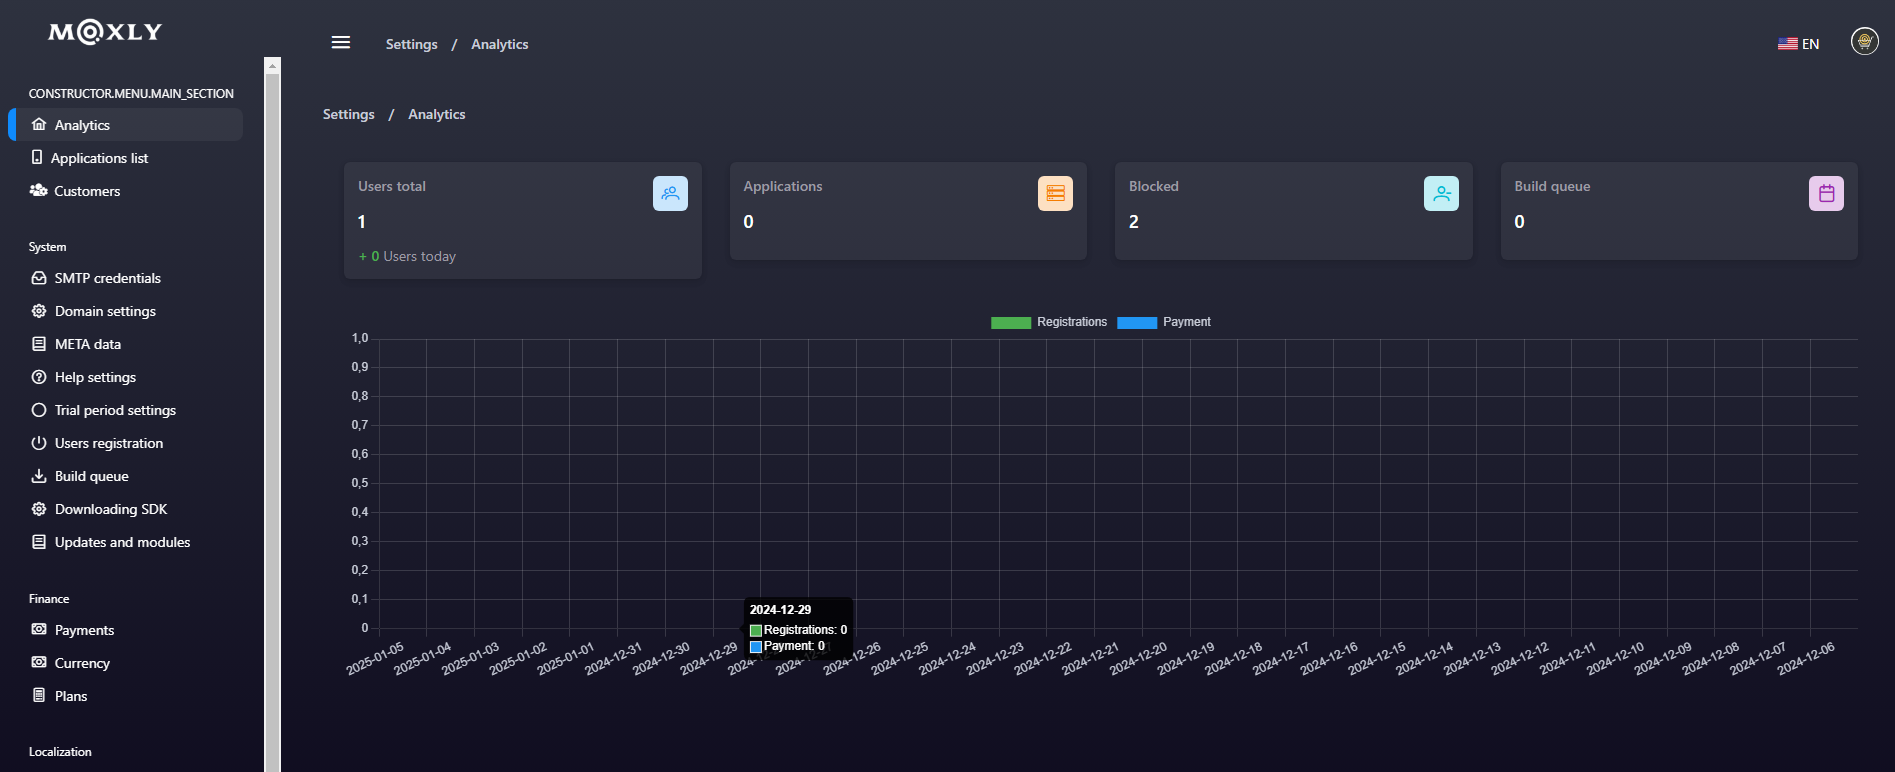 MOXLY
Settings / Analytics
EN
CONSTRUCTOR.MENU.MAIN_SECTION
Analytics
Applications list
Customers
System
SMTP credentials
Domain settings
META data
Help settings
Trial period settings
Users registration
Build queue
Downloading SDK
Updates and modules
Finance
Payments
Currency
Plans
Localization
Settings / Analytics
Users total
1
+ 0 Users today
Applications
0
Blocked
2
Build queue
0
Registrations Payment
1,0
0,9
0,8
0,7
0,6
0,5
0,4
0,3
0,2
0,1
0
2024-12-29
Registrations: 0
Payment: 0
2025-01-05 2025-01-04 2025-01-03 2025-01-02 2025-01-01 2024-12-31 2024-12-30 2024-12-29 2024-12-26 2024-12-25 2024-12-24 2024-12-23 2024-12-22 2024-12-21 2024-12-20 2024-12-19 2024-12-18 2024-12-17 2024-12-16 2024-12-15 2024-12-14 2024-12-13 2024-12-12 2024-12-11 2024-12-10 2024-12-09 2024-12-08 2024-12-07 2024-12-06